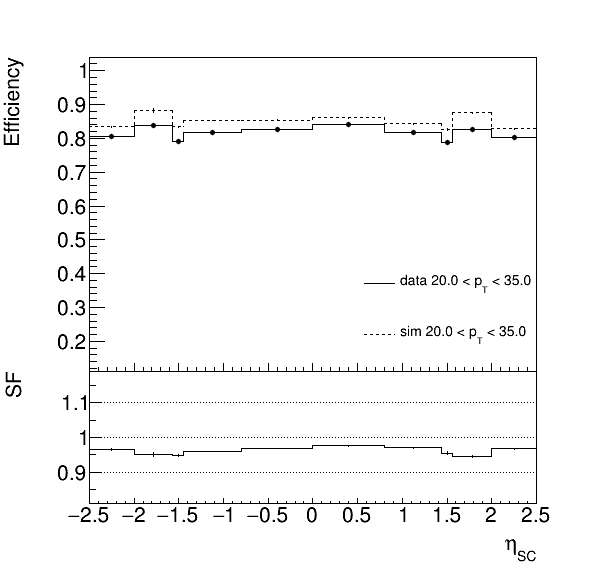 Efficiency
1
0.9
0.8
0.7
0.6
0.5
0.4
0.3
0.2
data 20.0 < p_T < 35.0
sim 20.0 < p_T < 35.0
SF
1.1
1
0.9
−2.5 −2 −1.5 −1 −0.5 0 0.5 1 1.5 2 2.5
η_SC